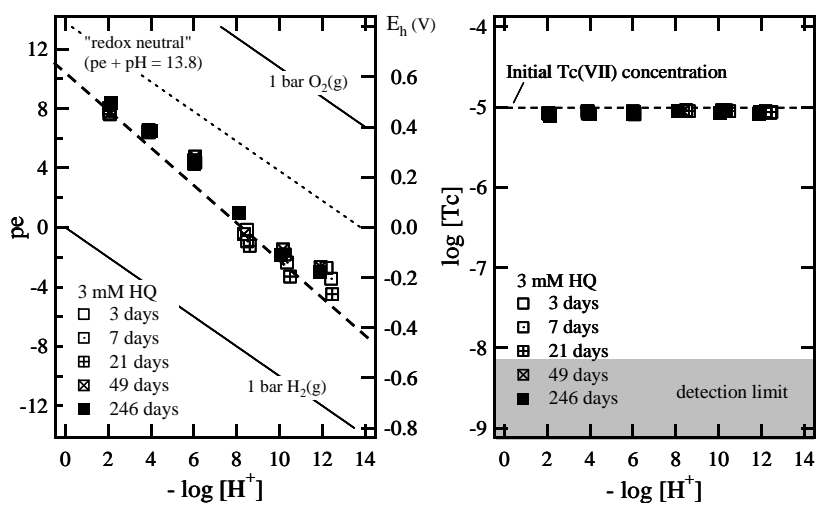 12
8
4
0
-4
-8
-12
pe
"redox neutral"
(pe + pH = 13.8)
1 bar O2(g)
1 bar H2(g)
3 mM HQ
3 days
7 days
21 days
49 days
246 days
0 2 4 6 8 10 12 14
- log [H+]
Eh (V)
0.6
0.4
0.2
0.0
-0.2
-0.4
-0.6
-0.8
-4
-5
-6
-7
-8
-9
log [Tc]
Initial Tc(VII) concentration
3 mM HQ
3 days
7 days
21 days
49 days
246 days
detection limit
0 2 4 6 8 10 12 14
- log [H+]